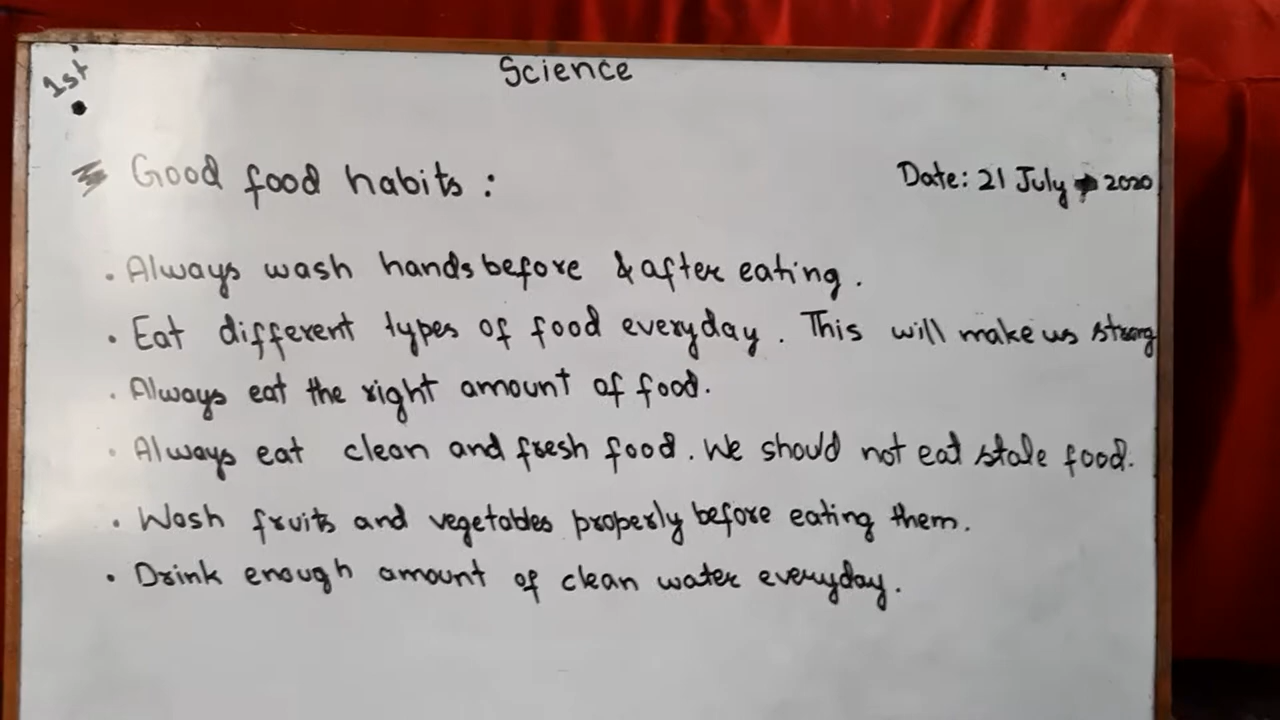 1st
Science
Good food habits :
Date: 21 July 2020
. Always wash hands before & after eating.
. Eat different types of food everyday. This will make us strong
. Always eat the right amount of food.
. Always eat clean and fresh food. We should not eat stale food.
. Wash fruits and vegetables properly before eating them.
. Drink enough amount of clean water everyday.